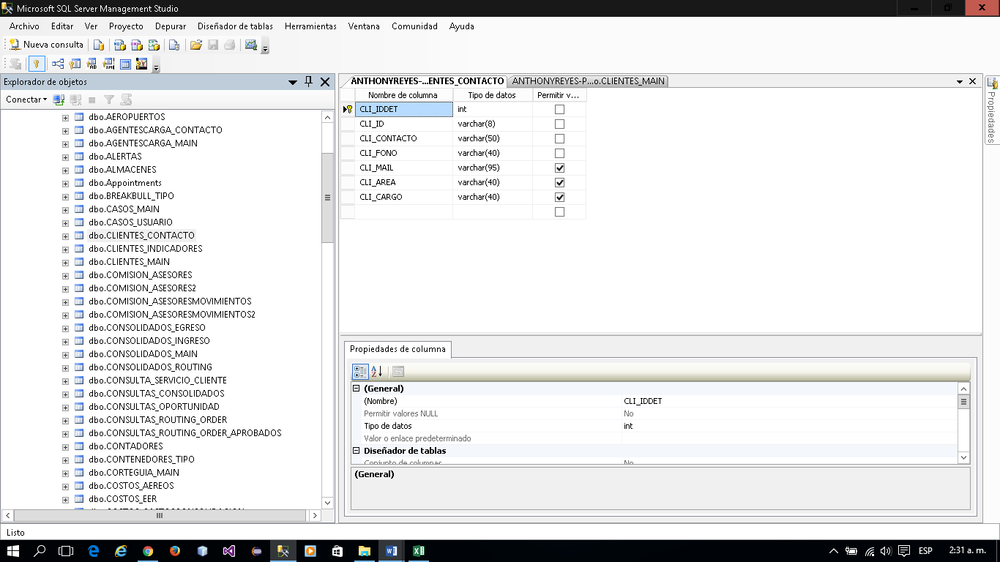 Microsoft SQL Server Management Studio
Archivo Editar Ver Proyecto Depurar Diseñador de tablas Herramientas Ventana Comunidad Ayuda
Nueva consulta
Explorador de objetos
Conectar
dbo.AEROPUERTOS
dbo.AGENTESCARGA_CONTACTO
dbo.AGENTESCARGA_MAIN
dbo.ALERTAS
dbo.ALMACENES
dbo.Appointments
dbo.BREAKBULL_TIPO
dbo.CASOS_MAIN
dbo.CASOS_USUARIO
dbo.CLIENTES_CONTACTO
dbo.CLIENTES_INDICADORES
dbo.CLIENTES_MAIN
dbo.COMISION_ASESORES
dbo.COMISION_ASESORES2
dbo.COMISION_ASESORESMOVIMIENTOS
dbo.COMISION_ASESORESMOVIMIENTOS2
dbo.CONSOLIDADOS_EGRESO
dbo.CONSOLIDADOS_INGRESO
dbo.CONSOLIDADOS_MAIN
dbo.CONSOLIDADOS_ROUTING
dbo.CONSULTA_SERVICIO_CLIENTE
dbo.CONSULTAS_CONSOLIDADOS
dbo.CONSULTAS_OPORTUNIDAD
dbo.CONSULTAS_ROUTING_ORDER
dbo.CONSULTAS_ROUTING_ORDER_APROBADOS
dbo.CONTADORES
dbo.CONTENEDORES_TIPO
dbo.CORTEGUIA_MAIN
dbo.COSTOS_AEREOS
dbo.COSTOS_EER
ANTHONYREYES-...ENTES_CONTACTO ANTHONYREYES-P...o.CLIENTES_MAIN
Nombre de columna Tipo de datos Permitir v...
CLI_IDDET int
CLI_ID varchar(8)
CLI_CONTACTO varchar(50)
CLI_FONO varchar(40)
CLI_MAIL varchar(95)
CLI_AREA varchar(40)
CLI_CARGO varchar(40)
Propiedades de columna
(General)
(Nombre) CLI_IDDET
Permitir valores NULL No
Tipo de datos int
Valor o enlace predeterminado
Diseñador de tablas
Conjunto de columnas No
(General)
Propiedades
Listo
ESP 2:31 a. m.